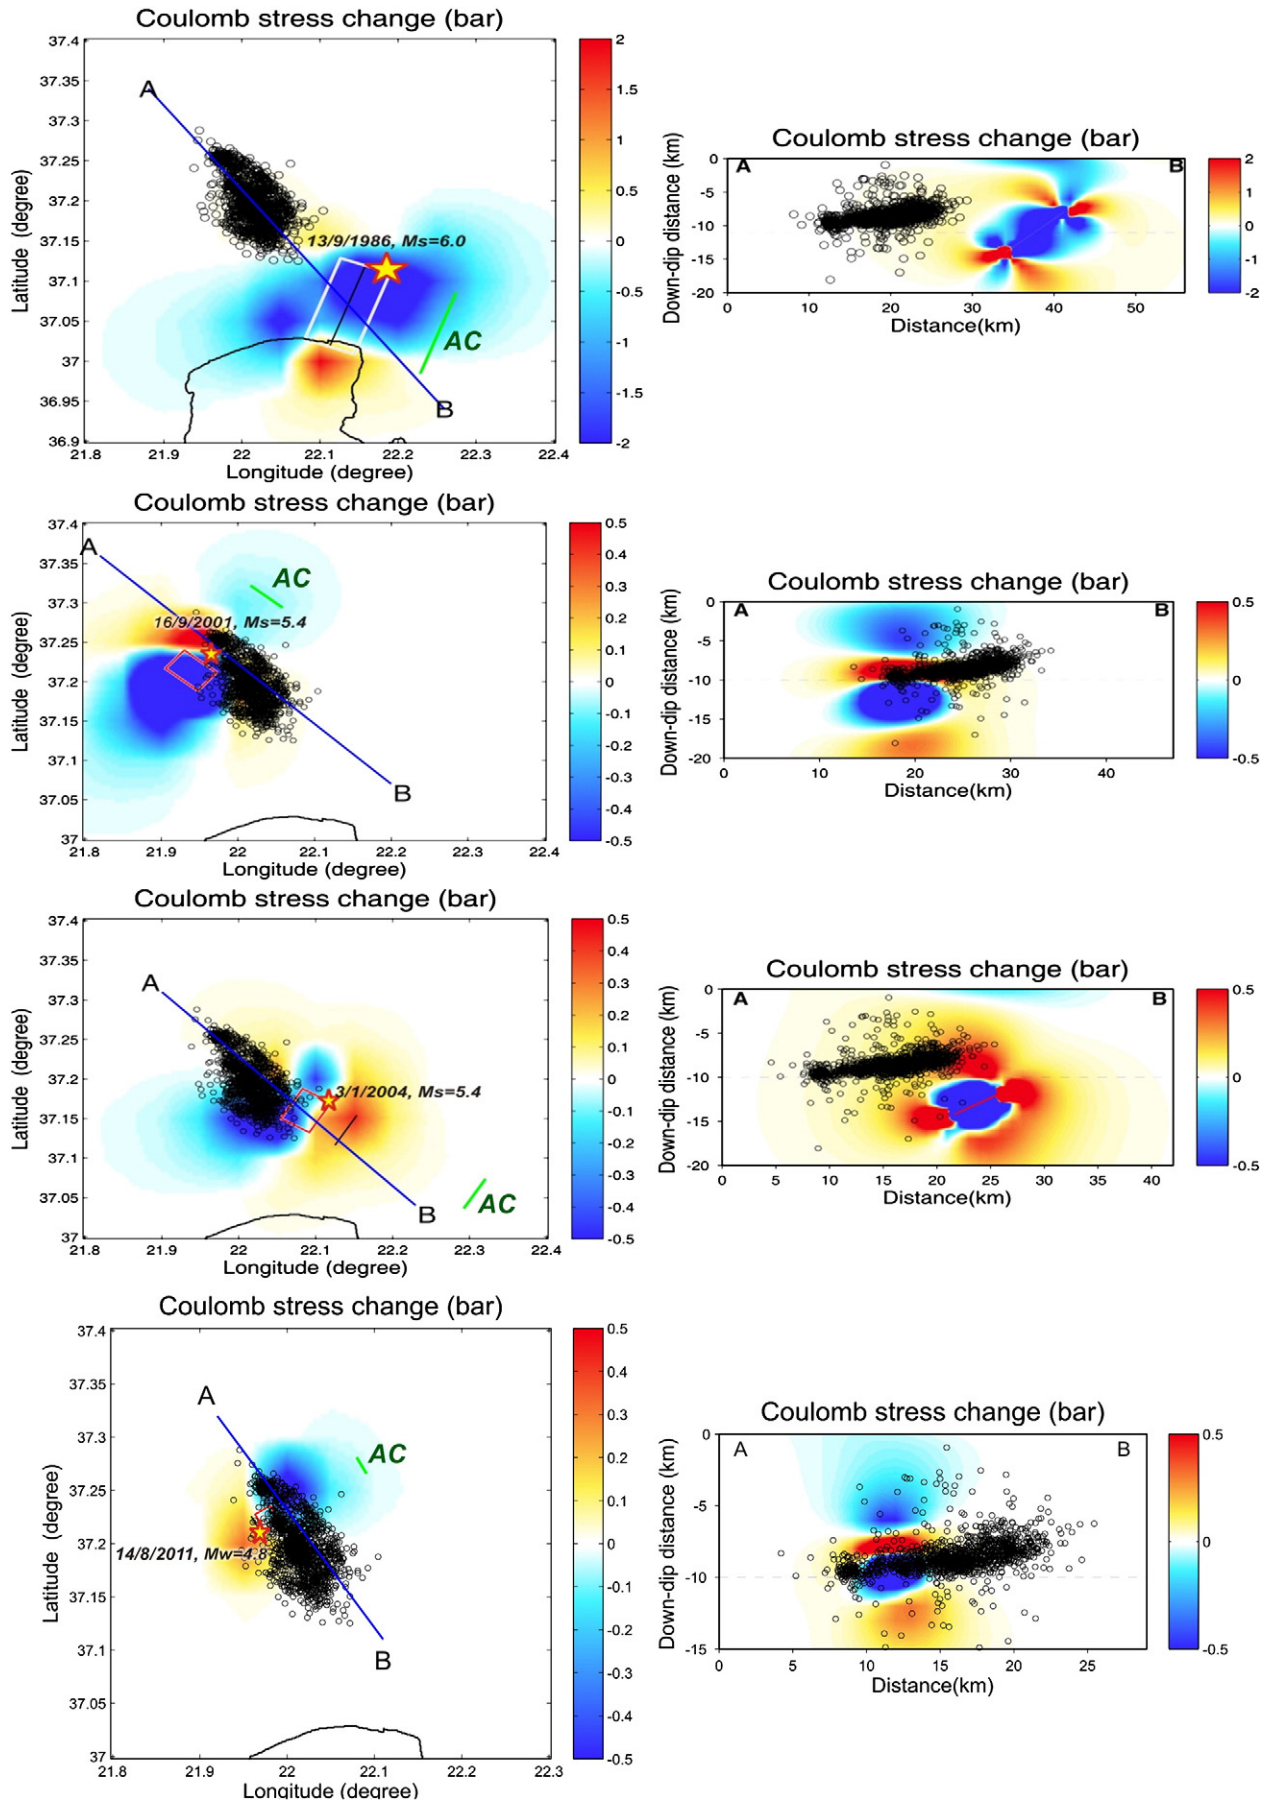 Coulomb stress change (bar)
37.4
37.35
37.3
37.25
37.2
37.15
37.1
37.05
37
36.95
36.9
Latitude (degree)
A
13/9/1986, Ms=6.0
AC
B
21.8 21.9 22 22.1 22.2 22.3 22.4
Longitude (degree)
2
1.5
1
0.5
0
-0.5
-1
-1.5
-2
Coulomb stress change (bar)
Down-dip distance (km)
0
-5
-10
-15
-20
A B
0 10 20 30 40 50
Distance(km)
2
1
0
-1
-2
Coulomb stress change (bar)
37.4
37.35
37.3
37.25
37.2
37.15
37.1
37.05
37
Latitude (degree)
A
AC
16/9/2001, Ms=5.4
B
21.8 21.9 22 22.1 22.2 22.3 22.4
Longitude (degree)
0.5
0.4
0.3
0.2
0.1
0
-0.1
-0.2
-0.3
-0.4
-0.5
Coulomb stress change (bar)
Down-dip distance (km)
0
-5
-10
-15
-20
A B
0 10 20 30 40
Distance(km)
0.5
0
-0.5
Coulomb stress change (bar)
37.4
37.35
37.3
37.25
37.2
37.15
37.1
37.05
37
Latitude (degree)
A
3/1/2004, Ms=5.4
B
AC
21.8 21.9 22 22.1 22.2 22.3 22.4
Longitude (degree)
0.5
0.4
0.3
0.2
0.1
0
-0.1
-0.2
-0.3
-0.4
-0.5
Coulomb stress change (bar)
Down-dip distance (km)
0
-5
-10
-15
-20
A B
0 5 10 15 20 25 30 35 40
Distance(km)
0.5
0
-0.5
Coulomb stress change (bar)
37.4
37.35
37.3
37.25
37.2
37.15
37.1
37.05
37
Latitude (degree)
A
AC
14/8/2011, Mw=4.8
B
21.8 21.9 22 22.1 22.2 22.3
Longitude (degree)
0.5
0.4
0.3
0.2
0.1
0
-0.1
-0.2
-0.3
-0.4
-0.5
Coulomb stress change (bar)
Down-dip distance (km)
0
-5
-10
-15
A B
0 5 10 15 20 25
Distance(km)
0.5
0
-0.5